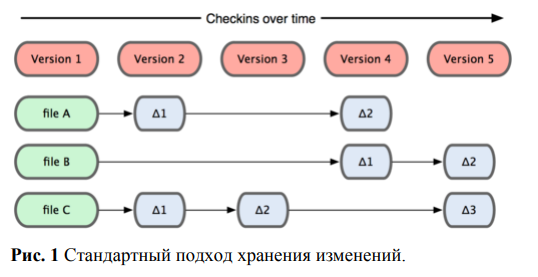 Checkins over time
Version 1 Version 2 Version 3 Version 4 Version 5
file A Δ1 Δ2
file B Δ1 Δ2
file C Δ1 Δ2 Δ3
Рис. 1 Стандартный подход хранения изменений.